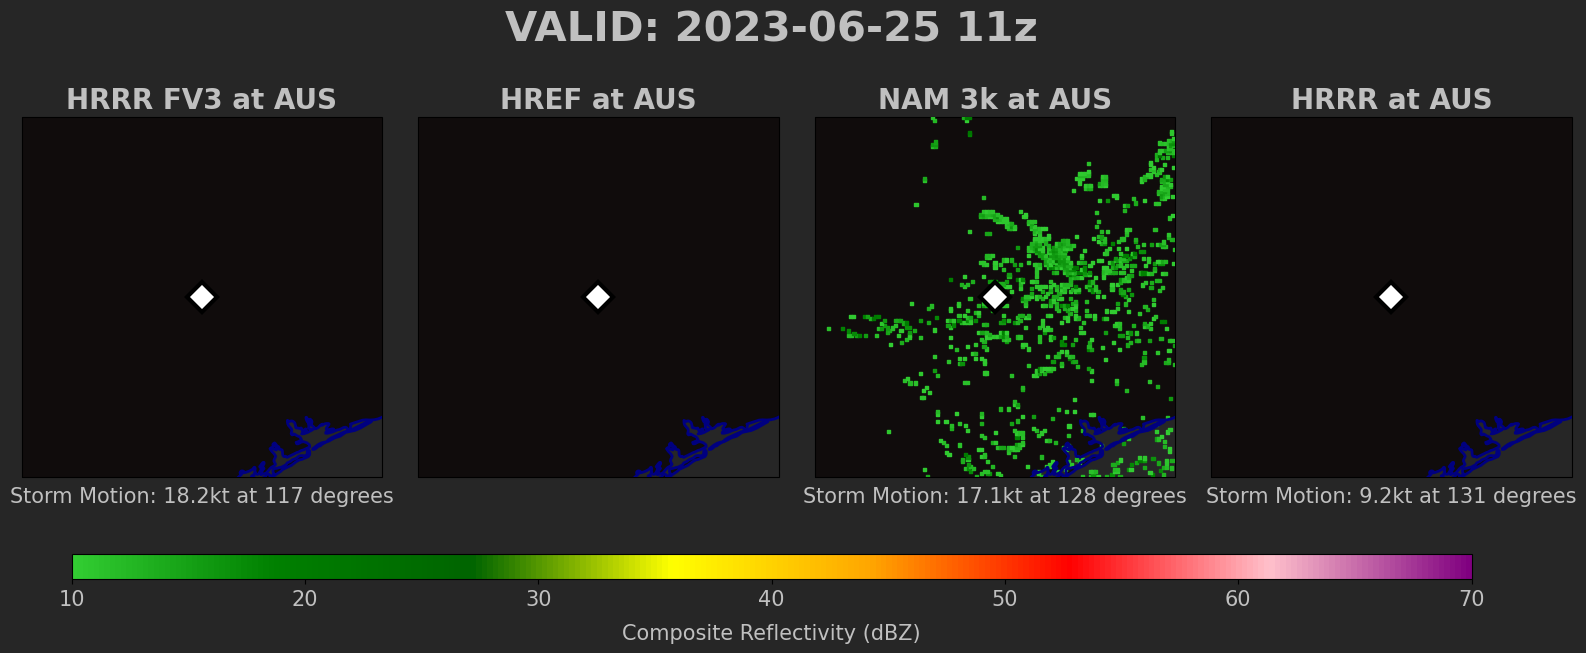 VALID: 2023-06-25 11z
HRRR FV3 at AUS
HREF at AUS
NAM 3k at AUS
HRRR at AUS
Storm Motion: 18.2kt at 117 degrees
Storm Motion: 17.1kt at 128 degrees
Storm Motion: 9.2kt at 131 degrees
10 20 30 40 50 60 70
Composite Reflectivity (dBZ)